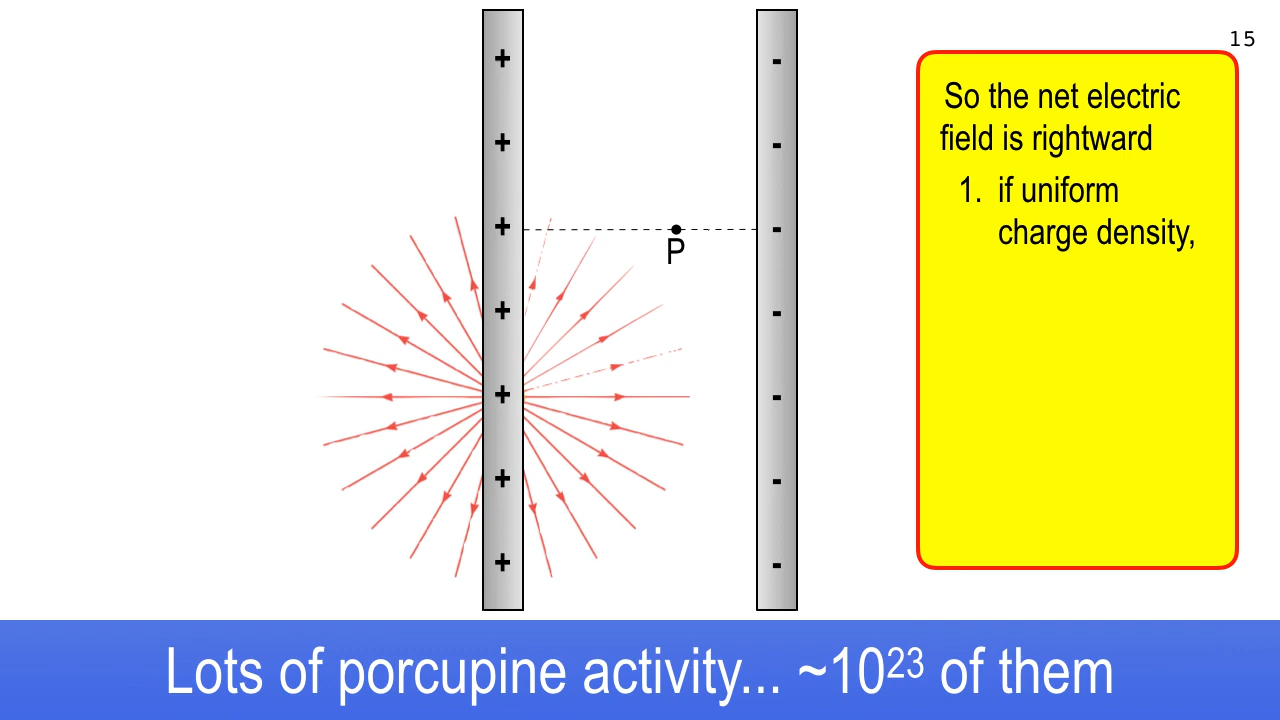 15
So the net electric
field is rightward
1. if uniform
charge density,
+ -
+ -
+ -
P
+ -
+ -
+ -
+ -
Lots of porcupine activity... ~10²³ of them